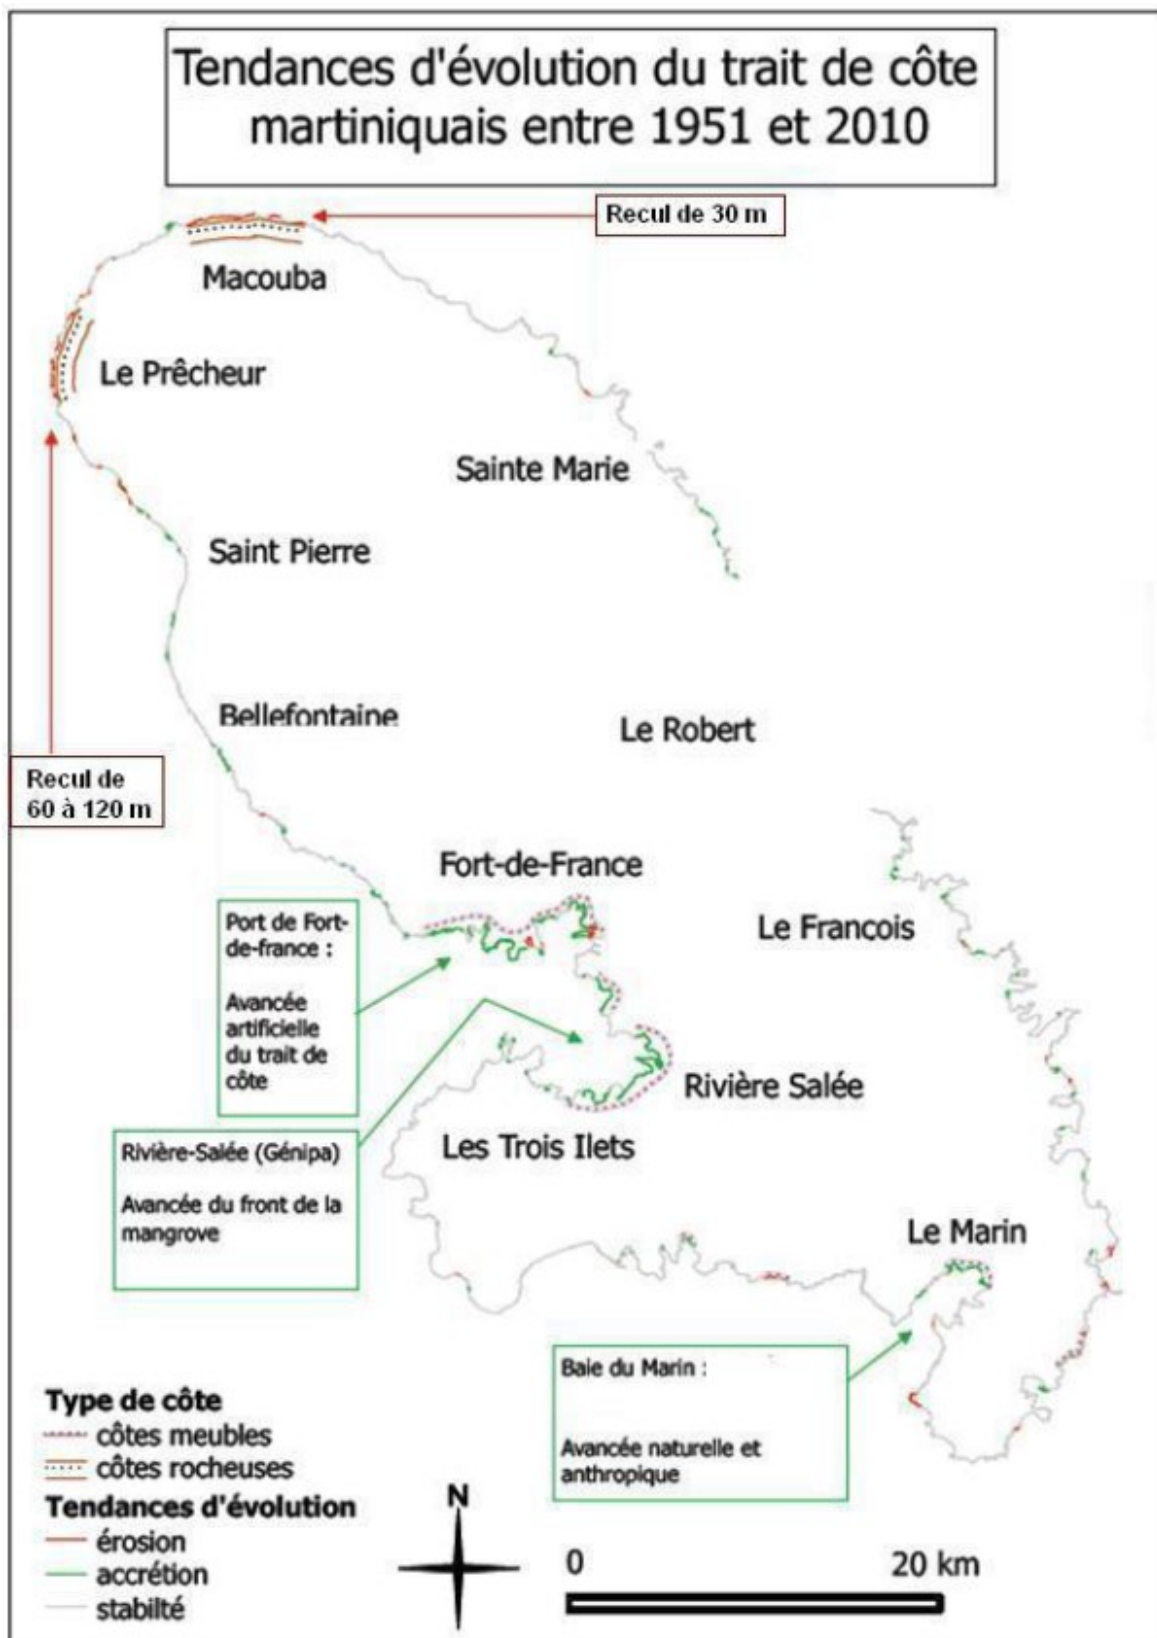 Tendances d'évolution du trait de côte
martiniquais entre 1951 et 2010
Recul de 30 m
Macouba
Le Prêcheur
Sainte Marie
Saint Pierre
Bellefontaine
Le Robert
Recul de
60 à 120 m
Fort-de-France
Le François
Port de Fort-
de-france :
Avancée
artificielle
du trait de
côte
Rivière Salée
Les Trois Ilets
Rivière-Salée (Génipa)
Avancée du front de la
mangrove
Le Marin
Baie du Marin :
Avancée naturelle et
anthropique
Type de côte
côtes meubles
côtes rocheuses
Tendances d'évolution
érosion
accrétion
stabilté
N
0 20 km